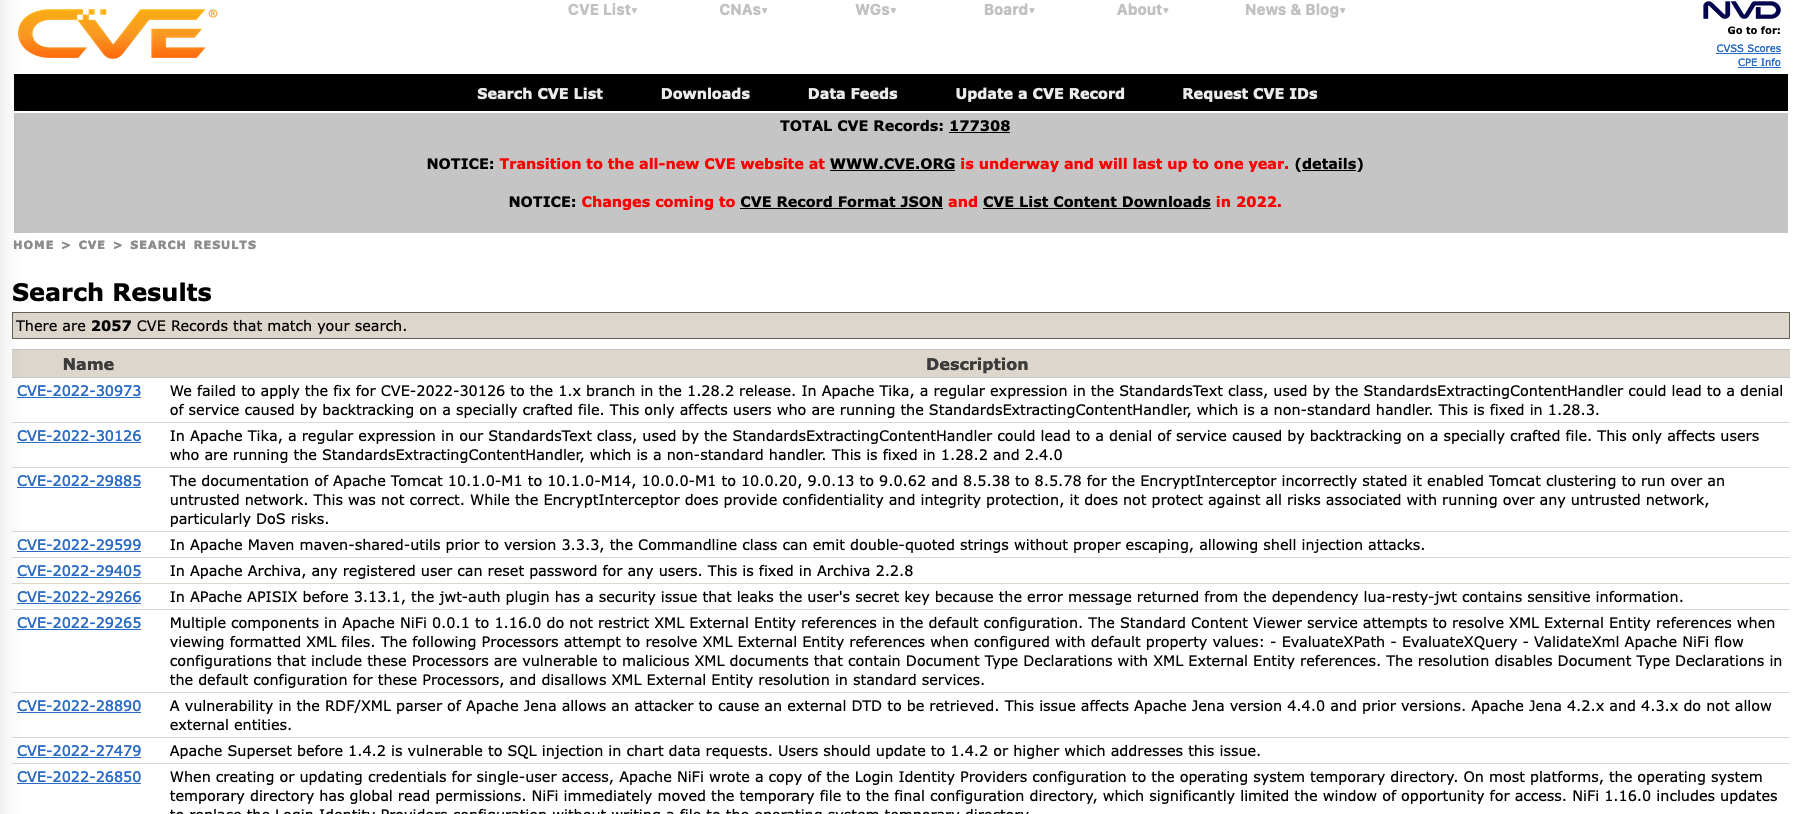 CVE®
CVE List▾ CNAs▾ WGs▾ Board▾ About▾ News & Blog▾
NVD
Go to for:
CVSS Scores
CPE Info
Search CVE List Downloads Data Feeds Update a CVE Record Request CVE IDs
TOTAL CVE Records: 177308
NOTICE: Transition to the all-new CVE website at WWW.CVE.ORG is underway and will last up to one year. (details)
NOTICE: Changes coming to CVE Record Format JSON and CVE List Content Downloads in 2022.
HOME > CVE > SEARCH RESULTS
Search Results
There are 2057 CVE Records that match your search.
Name Description
CVE-2022-30973 We failed to apply the fix for CVE-2022-30126 to the 1.x branch in the 1.28.2 release. In Apache Tika, a regular expression in the StandardsText class, used by the StandardsExtractingContentHandler could lead to a denial
of service caused by backtracking on a specially crafted file. This only affects users who are running the StandardsExtractingContentHandler, which is a non-standard handler. This is fixed in 1.28.3.
CVE-2022-30126 In Apache Tika, a regular expression in our StandardsText class, used by the StandardsExtractingContentHandler could lead to a denial of service caused by backtracking on a specially crafted file. This only affects users
who are running the StandardsExtractingContentHandler, which is a non-standard handler. This is fixed in 1.28.2 and 2.4.0
CVE-2022-29885 The documentation of Apache Tomcat 10.1.0-M1 to 10.1.0-M14, 10.0.0-M1 to 10.0.20, 9.0.13 to 9.0.62 and 8.5.38 to 8.5.78 for the EncryptInterceptor incorrectly stated it enabled Tomcat clustering to run over an
untrusted network. This was not correct. While the EncryptInterceptor does provide confidentiality and integrity protection, it does not protect against all risks associated with running over any untrusted network,
particularly DoS risks.
CVE-2022-29599 In Apache Maven maven-shared-utils prior to version 3.3.3, the Commandline class can emit double-quoted strings without proper escaping, allowing shell injection attacks.
CVE-2022-29405 In Apache Archiva, any registered user can reset password for any users. This is fixed in Archiva 2.2.8
CVE-2022-29266 In APache APISIX before 3.13.1, the jwt-auth plugin has a security issue that leaks the user's secret key because the error message returned from the dependency lua-resty-jwt contains sensitive information.
CVE-2022-29265 Multiple components in Apache NiFi 0.0.1 to 1.16.0 do not restrict XML External Entity references in the default configuration. The Standard Content Viewer service attempts to resolve XML External Entity references when
viewing formatted XML files. The following Processors attempt to resolve XML External Entity references when configured with default property values: - EvaluateXPath - EvaluateXQuery - ValidateXml Apache NiFi flow
configurations that include these Processors are vulnerable to malicious XML documents that contain Document Type Declarations with XML External Entity references. The resolution disables Document Type Declarations in
the default configuration for these Processors, and disallows XML External Entity resolution in standard services.
CVE-2022-28890 A vulnerability in the RDF/XML parser of Apache Jena allows an attacker to cause an external DTD to be retrieved. This issue affects Apache Jena version 4.4.0 and prior versions. Apache Jena 4.2.x and 4.3.x do not allow
external entities.
CVE-2022-27479 Apache Superset before 1.4.2 is vulnerable to SQL injection in chart data requests. Users should update to 1.4.2 or higher which addresses this issue.
CVE-2022-26850 When creating or updating credentials for single-user access, Apache NiFi wrote a copy of the Login Identity Providers configuration to the operating system temporary directory. On most platforms, the operating system
temporary directory has global read permissions. NiFi immediately moved the temporary file to the final configuration directory, which significantly limited the window of opportunity for access. NiFi 1.16.0 includes updates
to replace the Login Identity Providers configuration without writing a file to the operating system temporary directory.